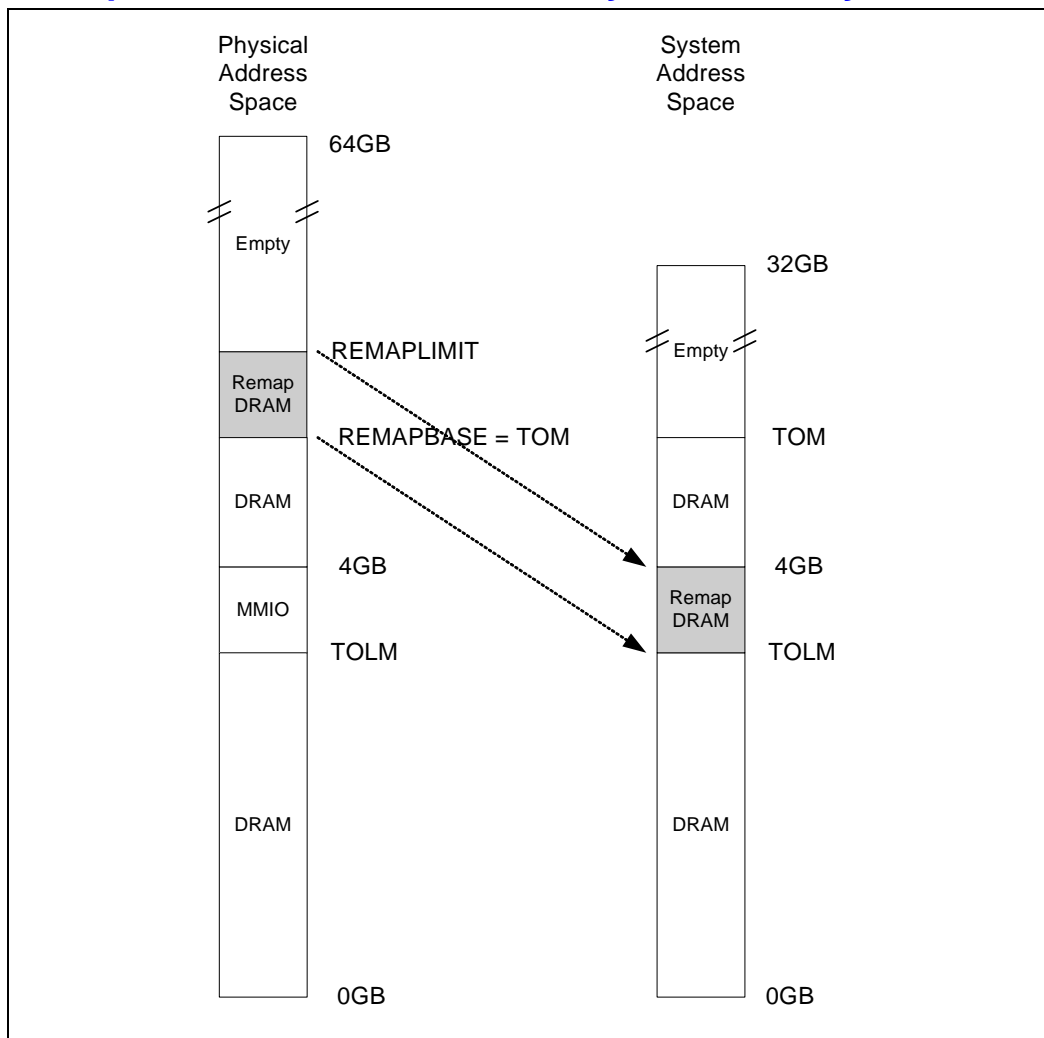 Physical
Address
Space
System
Address
Space
64GB
Empty
32GB
Empty
REMAPLIMIT
Remap
DRAM
REMAPBASE = TOM
TOM
DRAM
DRAM
4GB
4GB
MMIO
Remap
DRAM
TOLM
TOLM
DRAM
DRAM
0GB
0GB